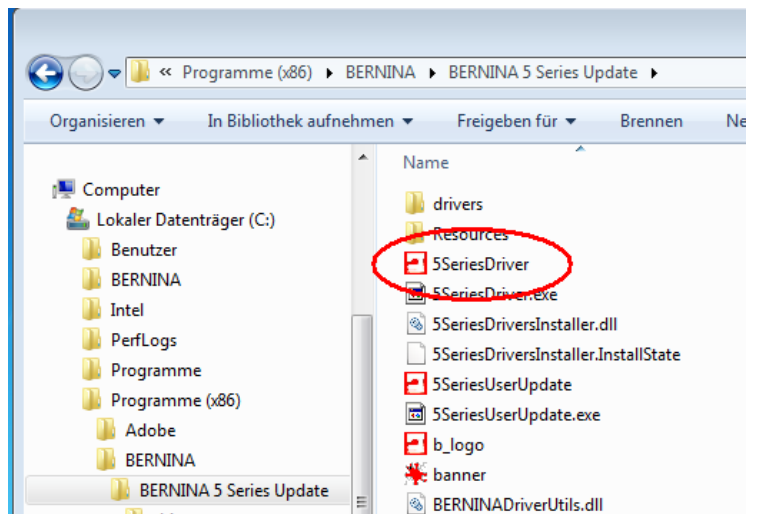 « Programme (x86) ▸ BERNINA ▸ BERNINA 5 Series Update ▸
Organisieren ▾ In Bibliothek aufnehmen ▾ Freigeben für ▾ Brennen Ne
Computer
Lokaler Datenträger (C:)
Benutzer
BERNINA
Intel
PerfLogs
Programme
Programme (x86)
Adobe
BERNINA
BERNINA 5 Series Update
Name
drivers
Resources
5SeriesDriver
5SeriesDriver.exe
5SeriesDriversInstaller.dll
5SeriesDriversInstaller.InstallState
5SeriesUserUpdate
5SeriesUserUpdate.exe
b_logo
banner
BERNINADriverUtils.dll